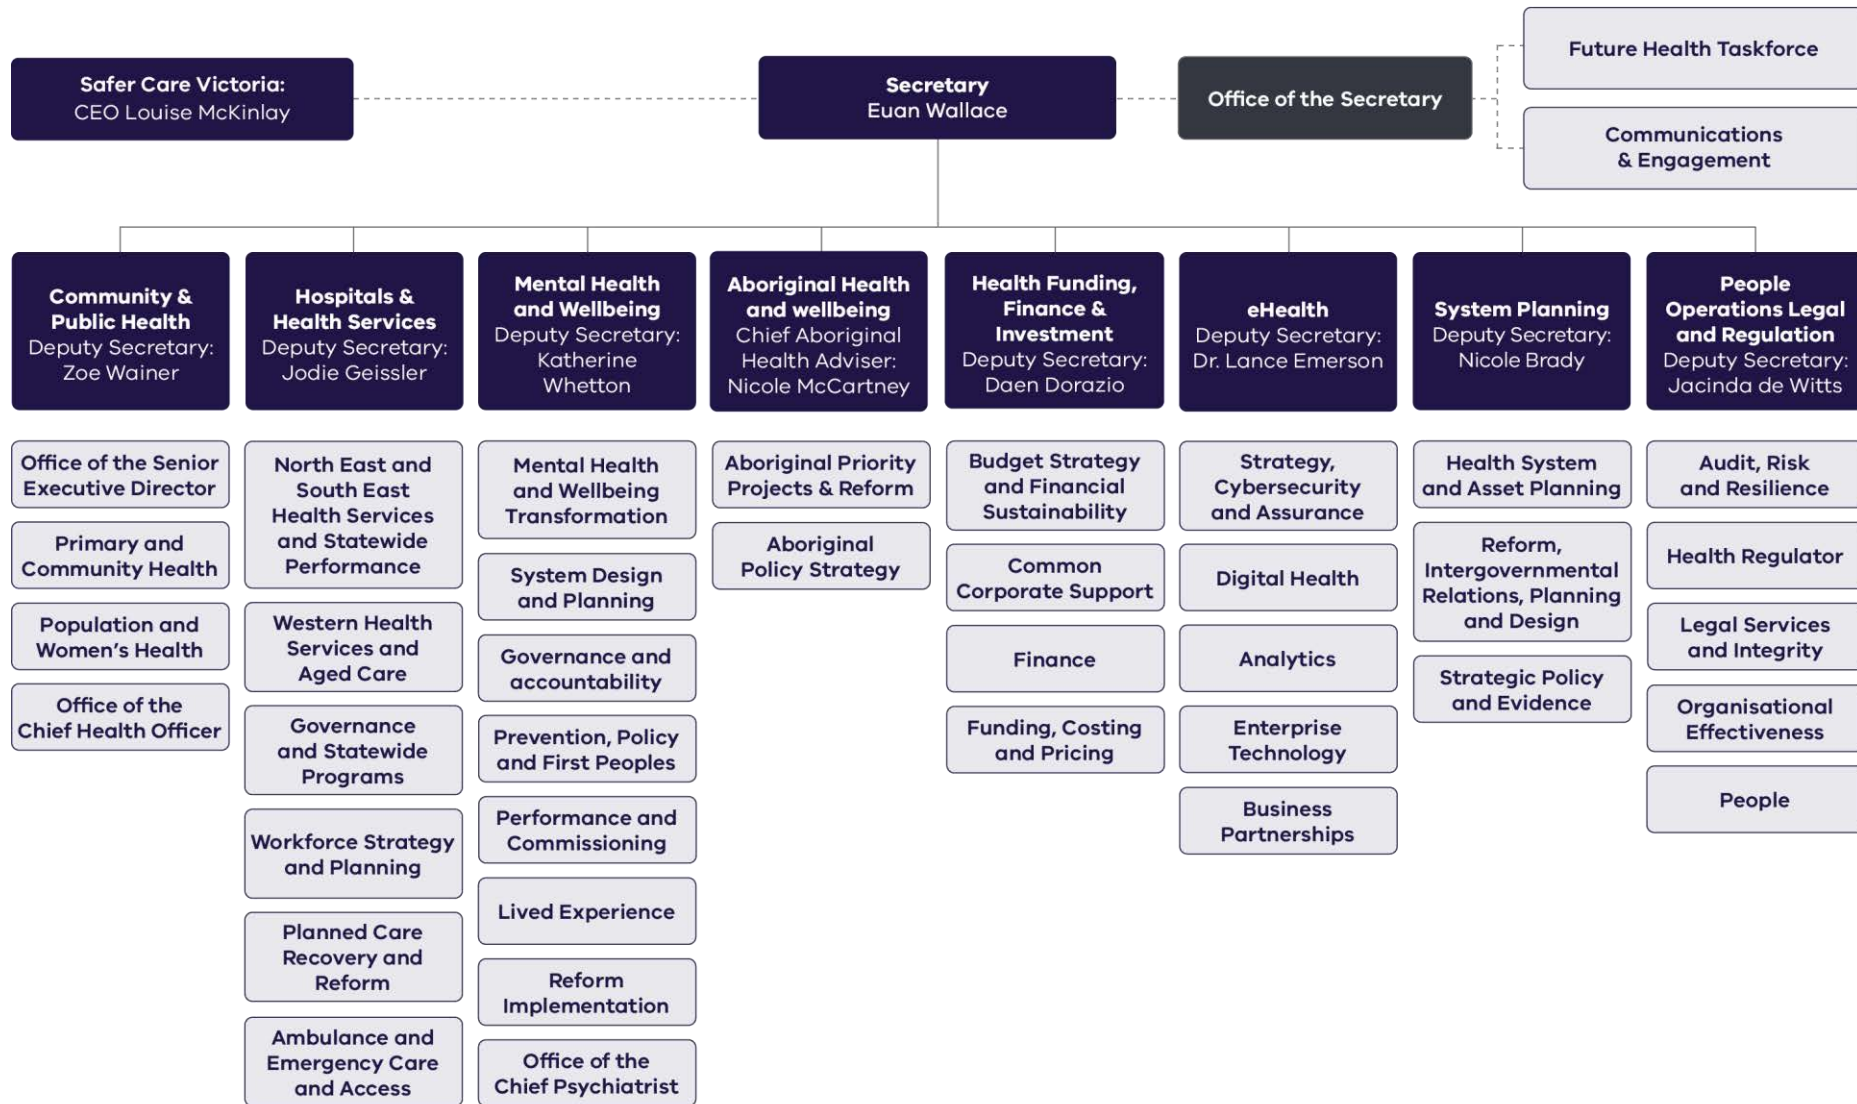 Safer Care Victoria:
CEO Louise McKinlay
Secretary
Euan Wallace
Office of the Secretary
Future Health Taskforce
Communications
& Engagement
Community &
Public Health
Deputy Secretary:
Zoe Wainer
Office of the Senior
Executive Director
Primary and
Community Health
Population and
Women's Health
Office of the
Chief Health Officer
Hospitals &
Health Services
Deputy Secretary:
Jodie Geissler
North East and
South East
Health Services
and Statewide
Performance
Western Health
Services and
Aged Care
Governance
and Statewide
Programs
Workforce Strategy
and Planning
Planned Care
Recovery and
Reform
Ambulance and
Emergency Care
and Access
Mental Health
and Wellbeing
Deputy Secretary:
Katherine
Whetton
Mental Health
and Wellbeing
Transformation
System Design
and Planning
Governance and
accountability
Prevention, Policy
and First Peoples
Performance and
Commissioning
Lived Experience
Reform
Implementation
Office of the
Chief Psychiatrist
Aboriginal Health
and wellbeing
Chief Aboriginal
Health Adviser:
Nicole McCartney
Aboriginal Priority
Projects & Reform
Aboriginal
Policy Strategy
Health Funding,
Finance &
Investment
Deputy Secretary:
Daen Dorazio
Budget Strategy
and Financial
Sustainability
Common
Corporate Support
Finance
Funding, Costing
and Pricing
eHealth
Deputy Secretary:
Dr. Lance Emerson
Strategy,
Cybersecurity
and Assurance
Digital Health
Analytics
Enterprise
Technology
Business
Partnerships
System Planning
Deputy Secretary:
Nicole Brady
Health System
and Asset Planning
Reform,
Intergovernmental
Relations, Planning
and Design
Strategic Policy
and Evidence
People
Operations Legal
and Regulation
Deputy Secretary:
Jacinda de Witts
Audit, Risk
and Resilience
Health Regulator
Legal Services
and Integrity
Organisational
Effectiveness
People